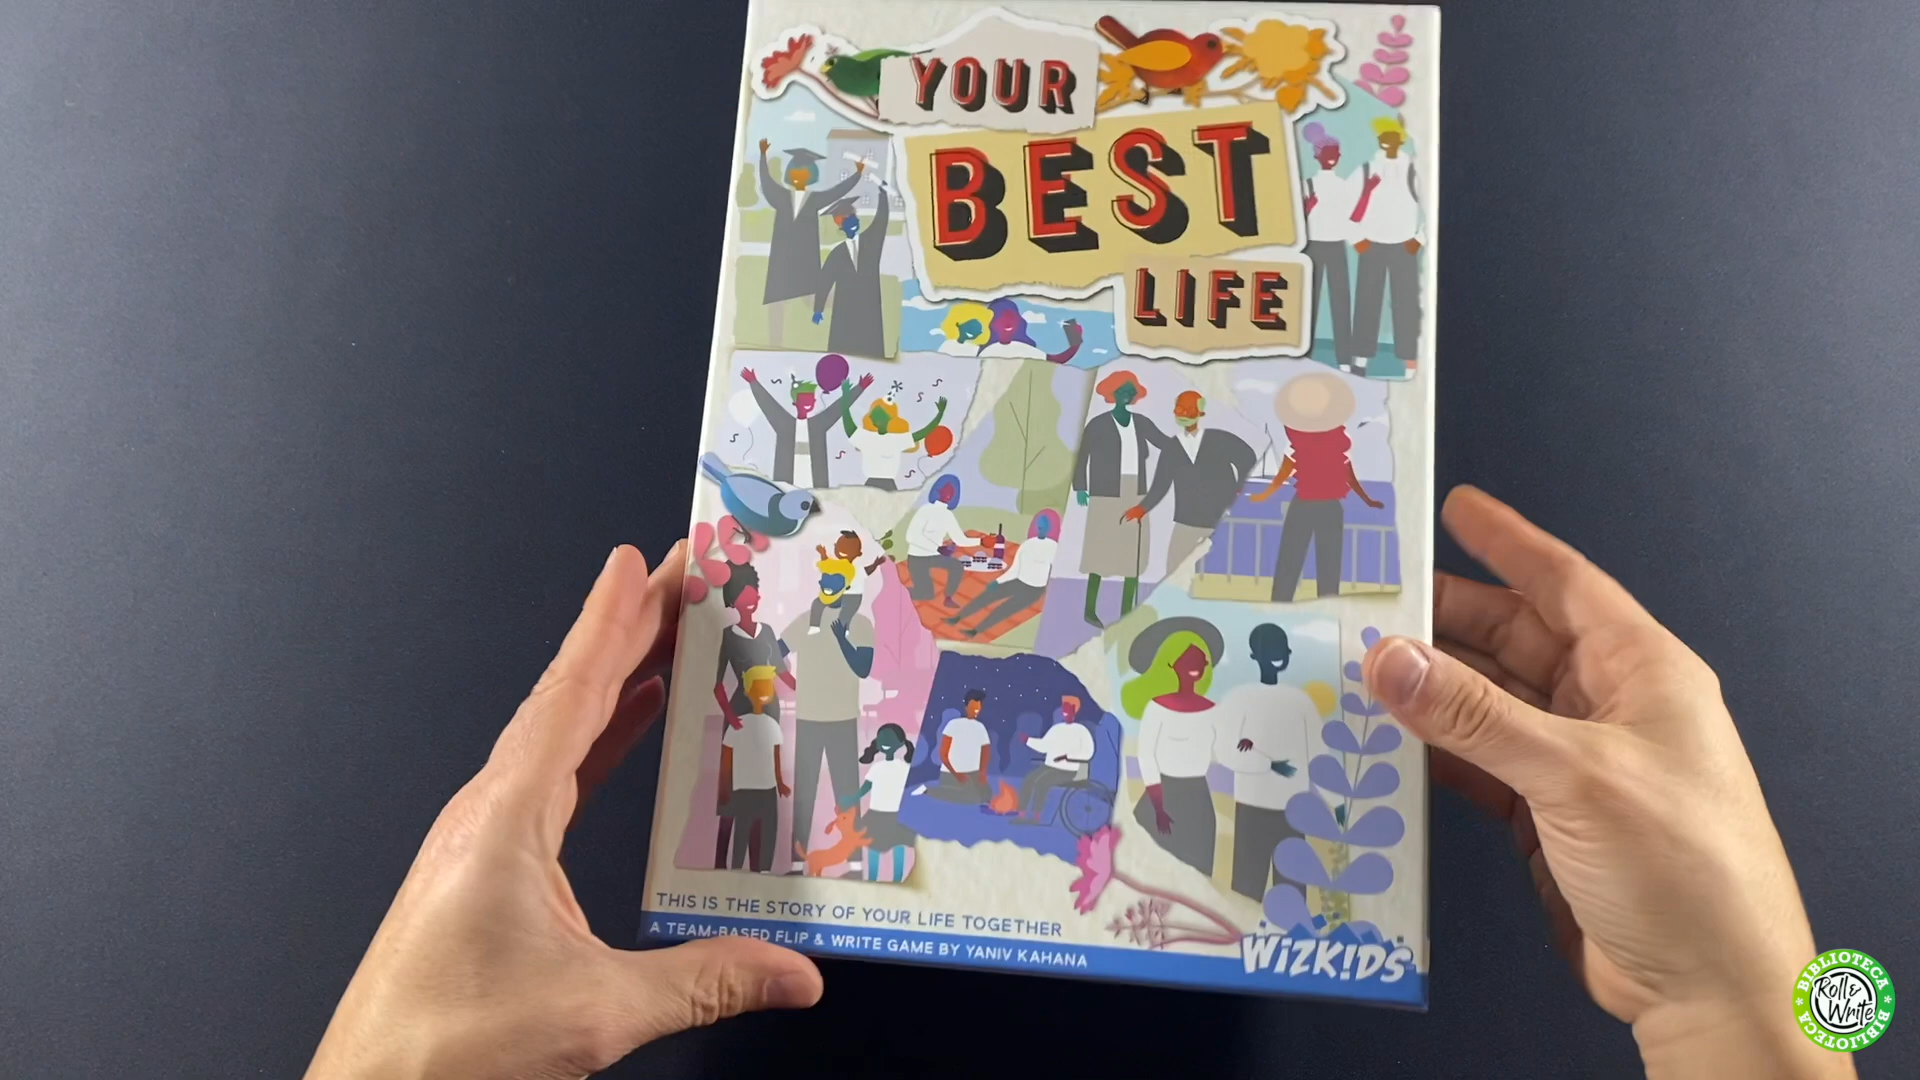 YOUR
BEST
LIFE
THIS IS THE STORY OF YOUR LIFE TOGETHER
A TEAM-BASED FLIP & WRITE GAME BY YANIV KAHANA
WIZKIDS
BIBLIOTECA
Roll &
Write
BIBLIOTECA